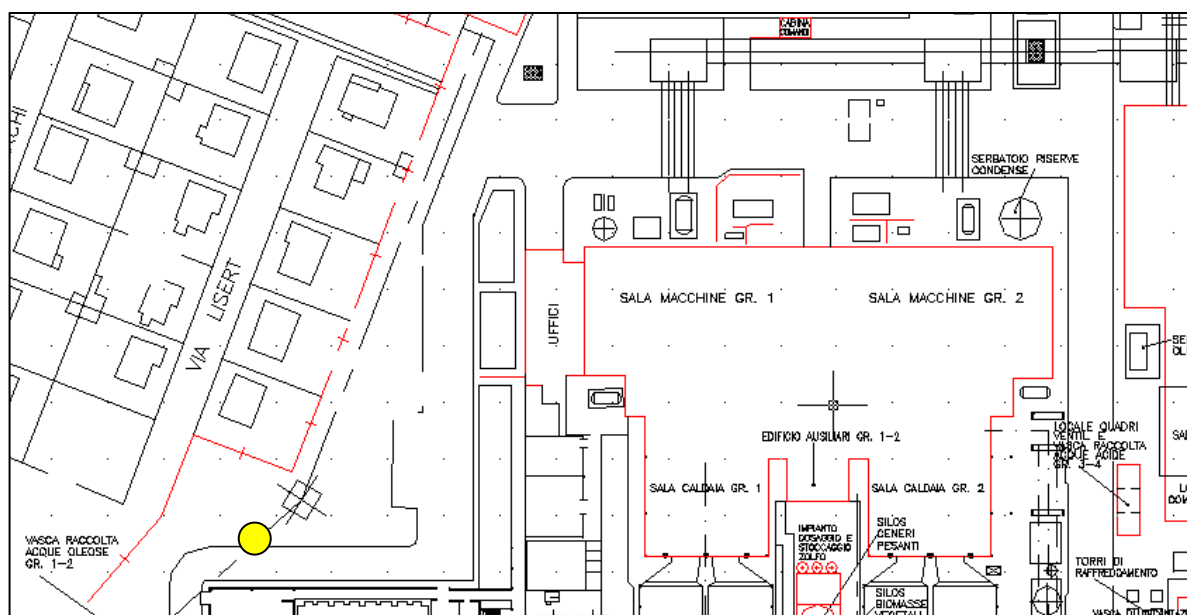 CABINA
COMANDI
SERBATOIO RISERVE
CONDENSE
SALA MACCHINE GR. 1
SALA MACCHINE GR. 2
UFFICI
VIA LISERT
EDIFICIO AUSILIARI GR. 1-2
LOCALE QUADRI
VENTIL E
VASCA RACCOLTA
ACQUE ACIDE
GR. 3-4
SALA CALDAIA GR. 1
SALA CALDAIA GR. 2
IMPIANTO
DOSAGGIO E
STOCCAGGIO
ZOLFO
SILOS
CENERI
PESANTI
VASCA RACCOLTA
ACQUE OLEOSE
GR. 1-2
TORRI DI
RAFFREDDAMENTO
SILOS
BIOMASSE